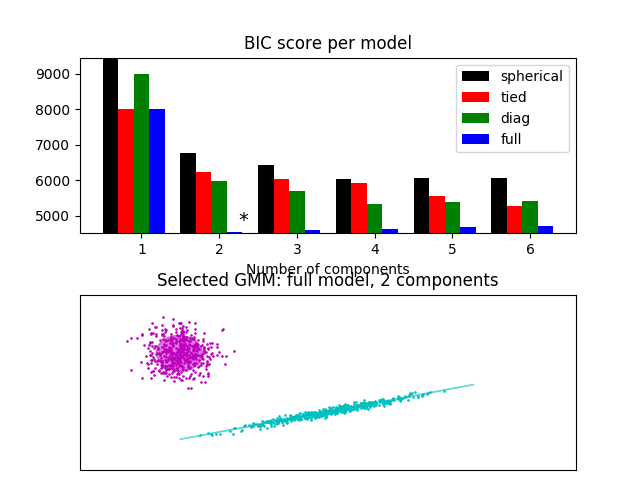 BIC score per model
9000
8000
7000
6000
5000
spherical
tied
diag
full
*
1 2 3 4 5 6
Number of components
Selected GMM: full model, 2 components